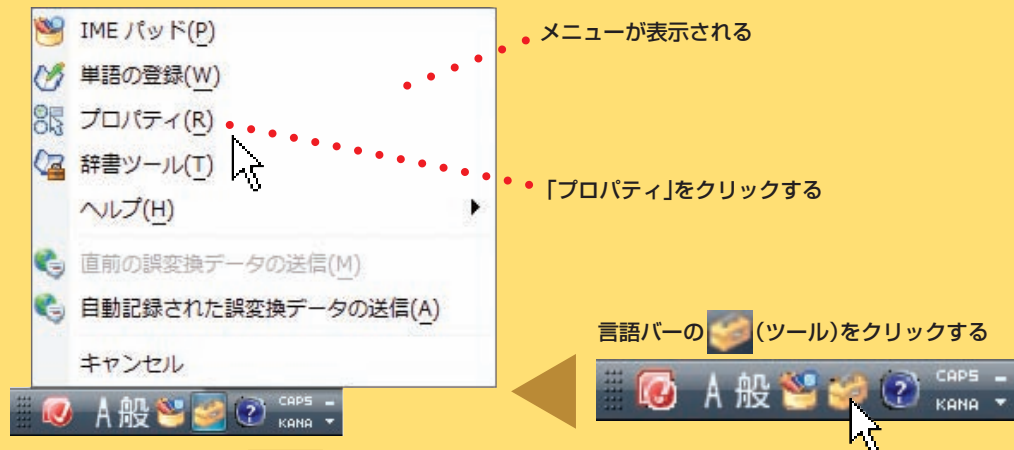 IME パッド(P)
単語の登録(W)
プロパティ(R)
辞書ツール(T)
ヘルプ(H)
直前の誤変換データの送信(M)
自動記録された誤変換データの送信(A)
キャンセル
A 般 ? CAPS
KANA
メニューが表示される
「プロパティ」をクリックする
言語バーの(ツール)をクリックする
A 般 ? CAPS
KANA